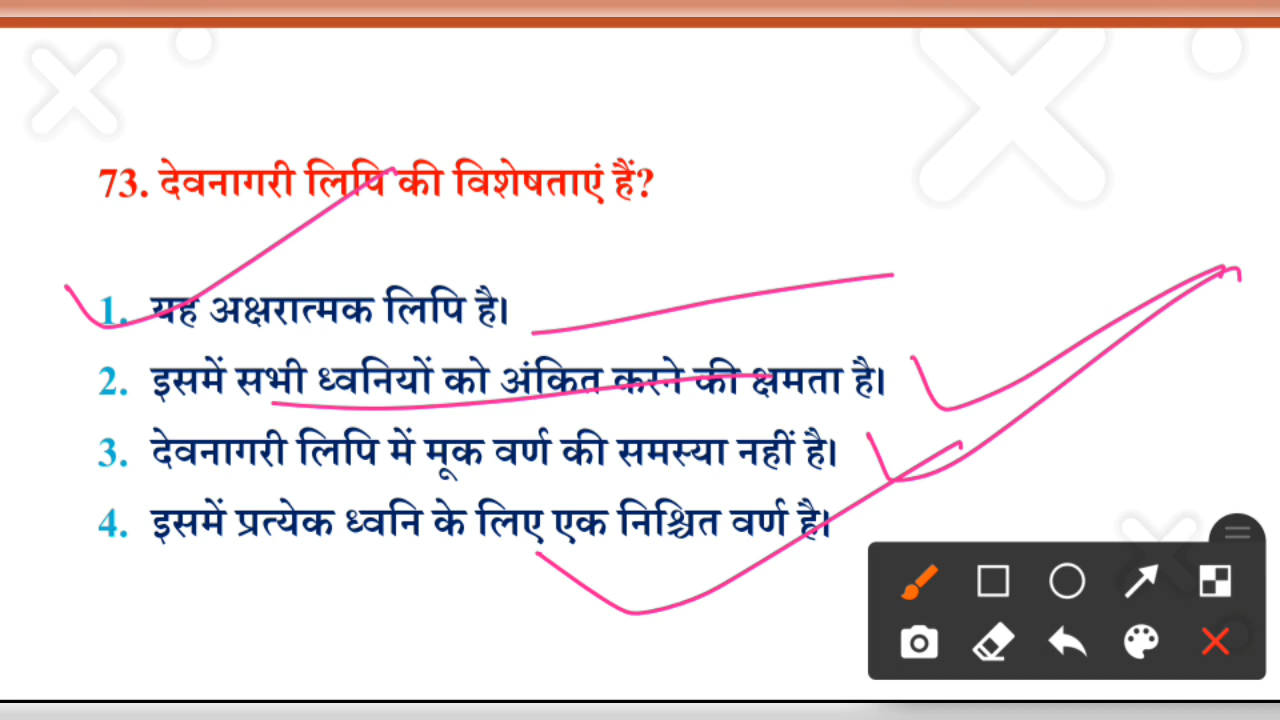 73. देवनागरी लिपि की विशेषताएं हैं?
1. यह अक्षरात्मक लिपि है।
2. इसमें सभी ध्वनियों को अंकित करने की क्षमता है।
3. देवनागरी लिपि में मूक वर्ण की समस्या नहीं है।
4. इसमें प्रत्येक ध्वनि के लिए एक निश्चित वर्ण है।